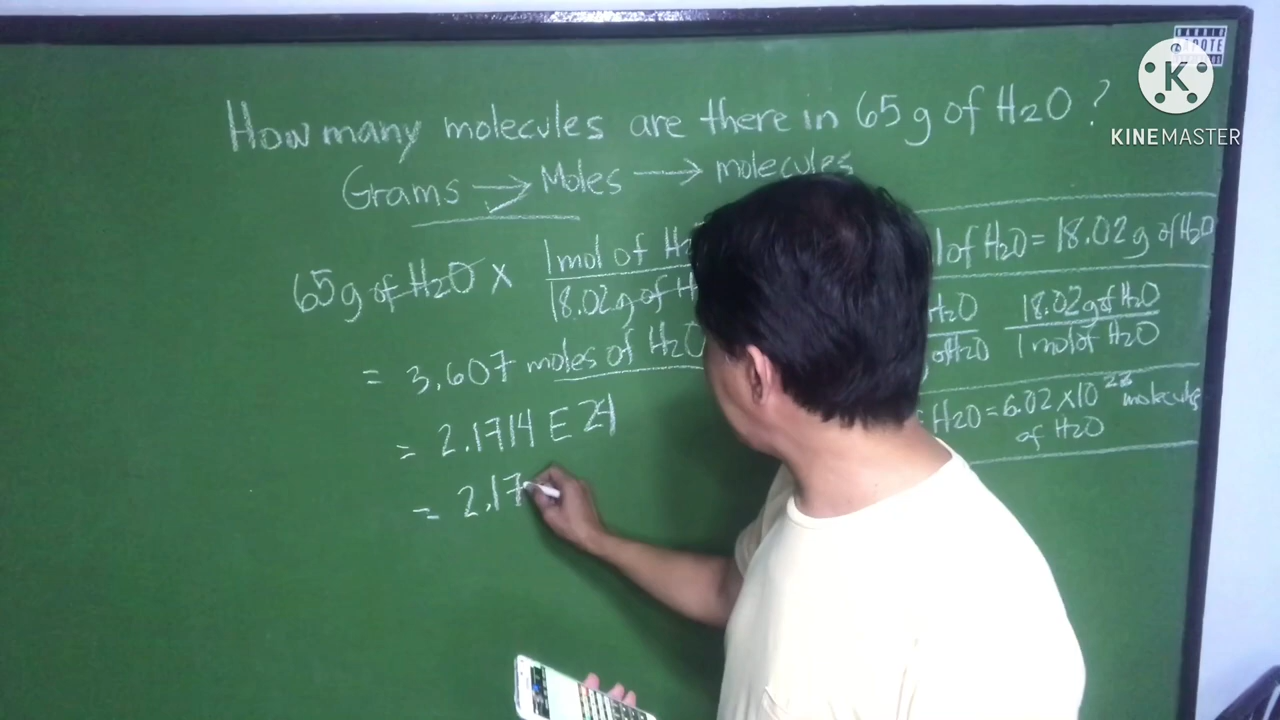 How many molecules are there in 65 g of H2O ?
Grams → Moles → molecules
65 g of H2O x 1 mol of H2
18.02 g of H
= 3.607 moles of H2O
= 2.1714 E 24
= 2.17
l of H2O = 18.02 g of H2O
H2O
g of H2O
18.02 g of H2O
1 mol of H2O
H2O = 6.02 x 10 23 molecules
of H2O
K
KINEMASTER